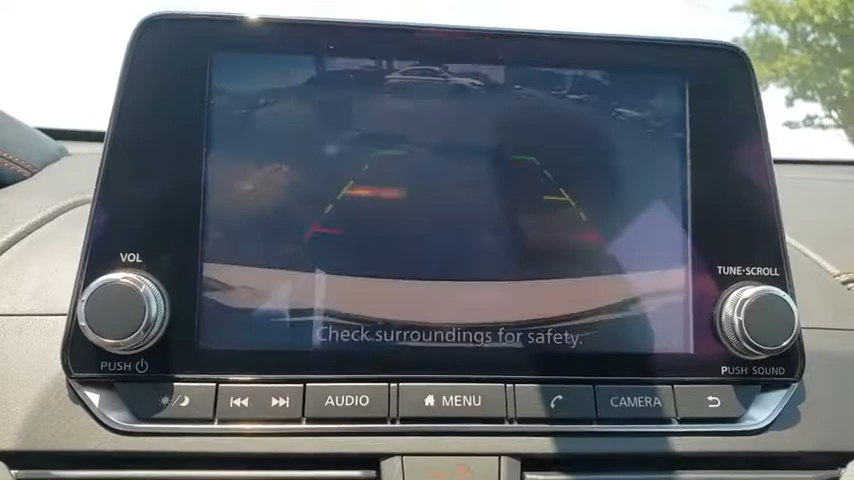 VOL
TUNE·SCROLL
Check surroundings for safety.
PUSH
PUSH SOUND
AUDIO
MENU
CAMERA